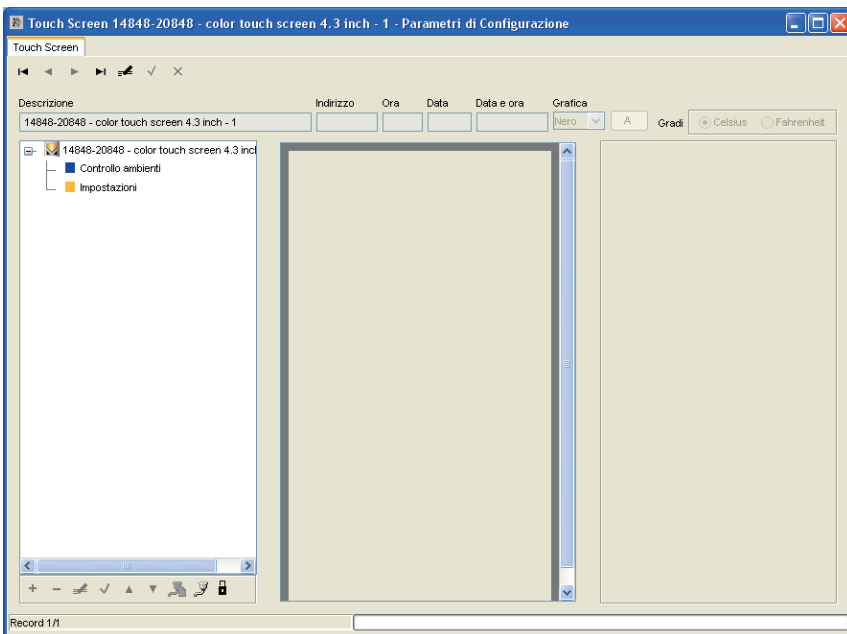 Touch Screen 14848-20848 - color touch screen 4.3 inch - 1 - Parametri di Configurazione
Touch Screen
Descrizione Indirizzo Ora Data Data e ora Grafica
14848-20848 - color touch screen 4.3 inch - 1 Nero A Gradi Celsius Fahrenheit
14848-20848 - color touch screen 4.3 incl
Controllo ambienti
Impostazioni
Record 1/1